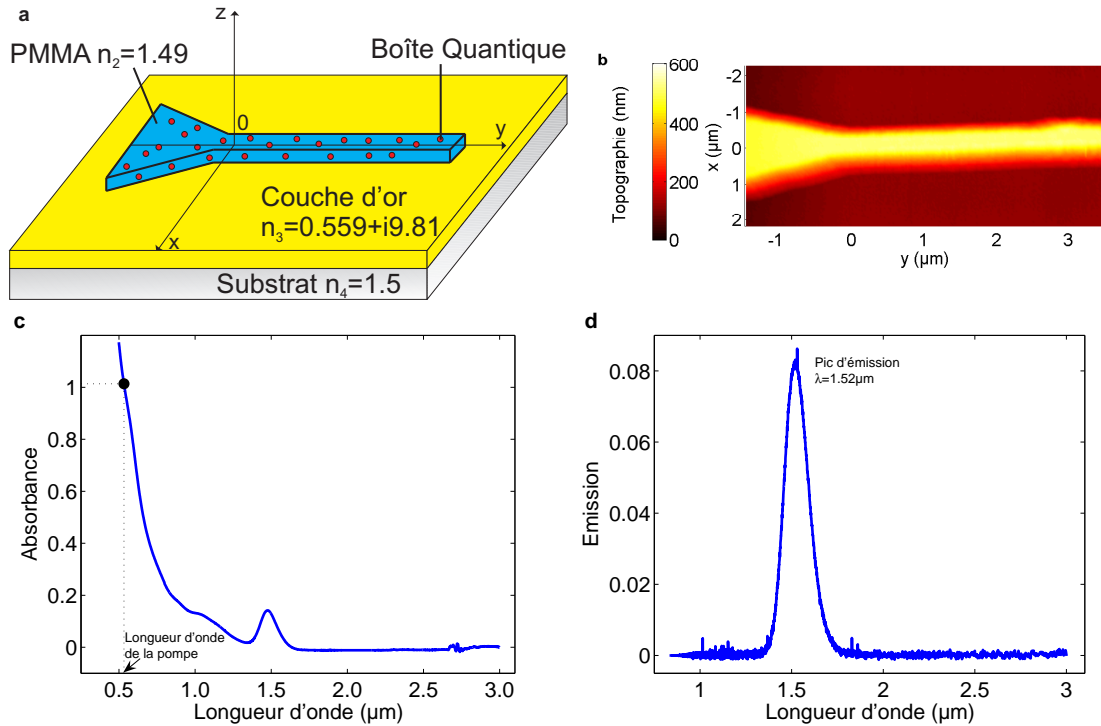 a
z
PMMA n2=1.49
Boîte Quantique
0
y
Couche d'or
n3=0.559+i9.81
x
Substrat n4=1.5
b
600
400
200
0
Topographie (nm)
-2
-1
0
1
2
x (µm)
-1 0 1 2 3
y (µm)
c
1
0.8
0.6
0.4
0.2
0
Absorbance
Longueur d'onde
de la pompe
0.5 1.0 1.5 2.0 2.5 3.0
Longueur d'onde (µm)
d
Pic d'émission
λ=1.52µm
0.08
0.06
0.04
0.02
0
Emission
1 1.5 2 2.5 3
Longueur d'onde (µm)